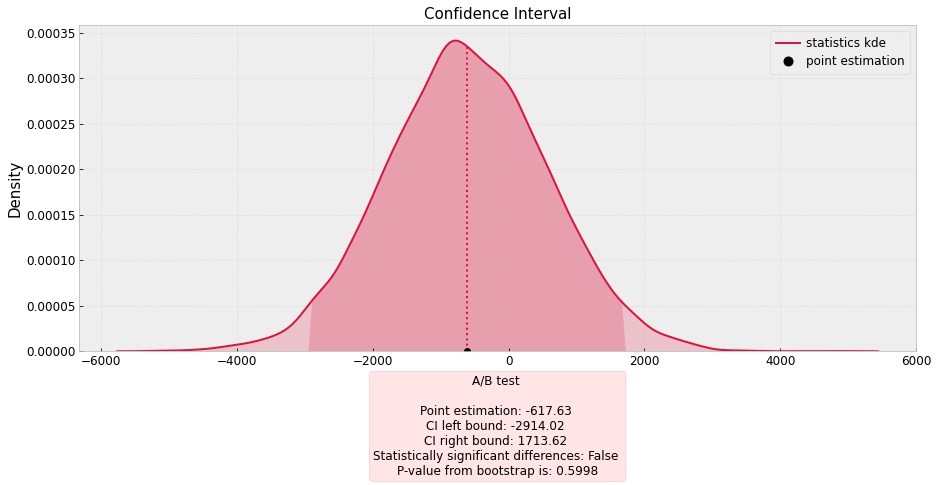 Confidence Interval
statistics kde
point estimation
Density
0.00035
0.00030
0.00025
0.00020
0.00015
0.00010
0.00005
0.00000
−6000 −4000 −2000 0 2000 4000 6000
A/B test
Point estimation: -617.63
CI left bound: -2914.02
CI right bound: 1713.62
Statistically significant differences: False
P-value from bootstrap is: 0.5998